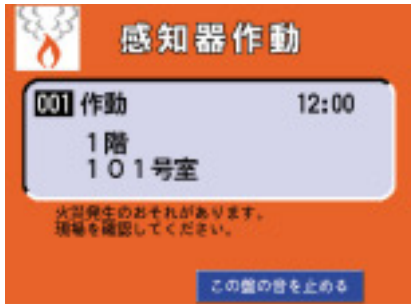 感知器作動
001 作動 12:00
1階
101号室
火災発生のおそれがあります。
現場を確認してください。
この盤の音を止める